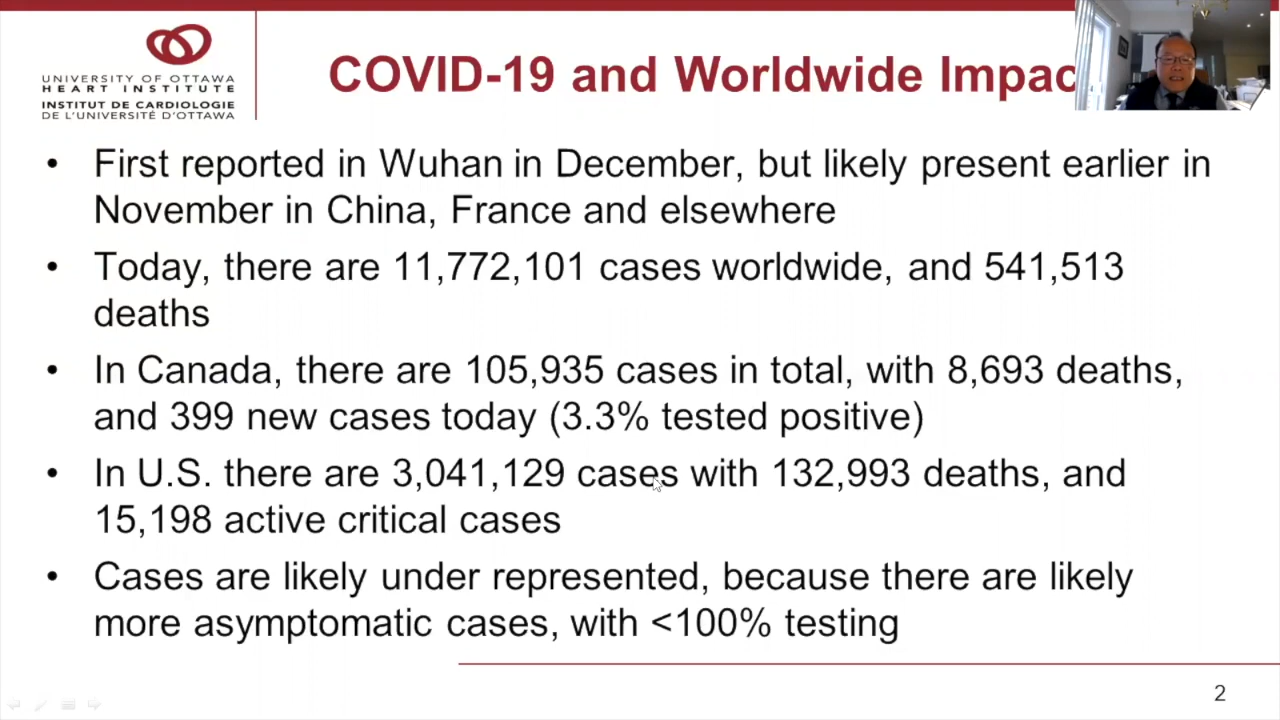 UNIVERSITY OF OTTAWA
HEART INSTITUTE
INSTITUT DE CARDIOLOGIE
DE L'UNIVERSITÉ D'OTTAWA
COVID-19 and Worldwide Impac
• First reported in Wuhan in December, but likely present earlier in
November in China, France and elsewhere
• Today, there are 11,772,101 cases worldwide, and 541,513
deaths
• In Canada, there are 105,935 cases in total, with 8,693 deaths,
and 399 new cases today (3.3% tested positive)
• In U.S. there are 3,041,129 cases with 132,993 deaths, and
15,198 active critical cases
• Cases are likely under represented, because there are likely
more asymptomatic cases, with <100% testing
2